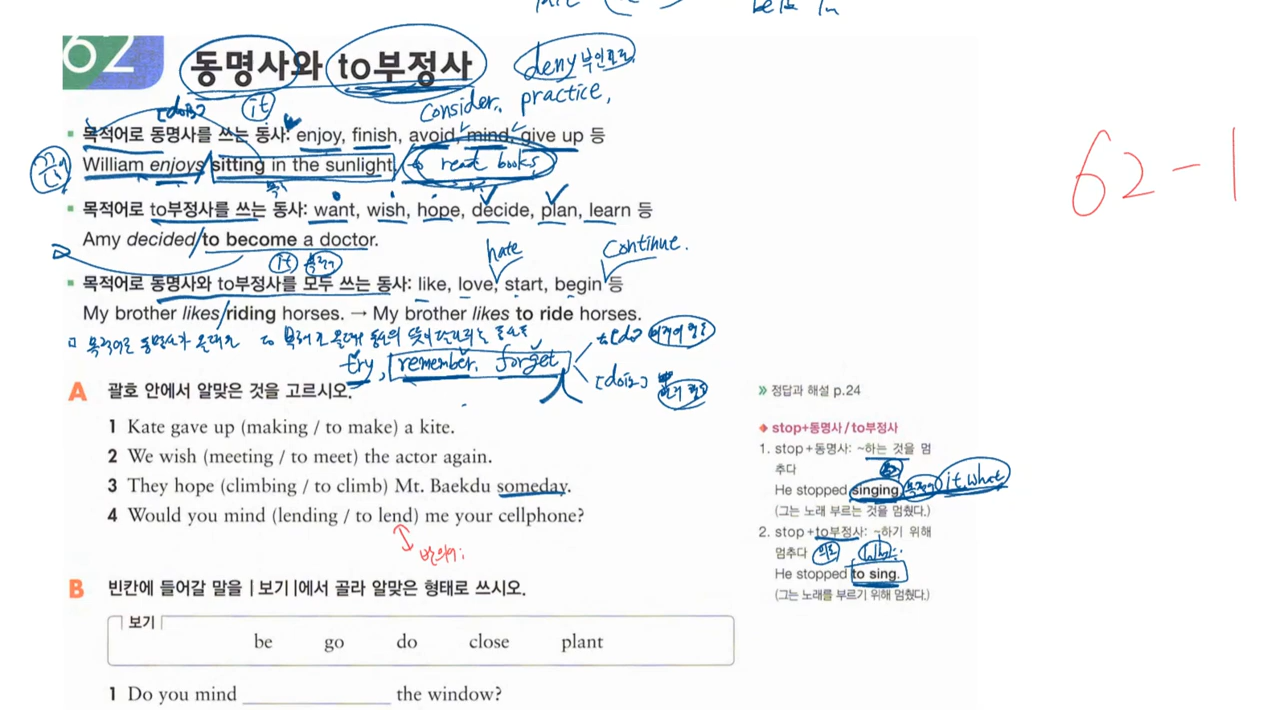 belx in
62 동명사와 to부정사
deny 부인하다
[doing] it Consider, practice,
▪ 목적어로 동명사를 쓰는 동사: enjoy, finish, avoid, mind, give up 등
William enjoys / sitting in the sunlight, read books
▪ 목적어로 to부정사를 쓰는 동사: want, wish, hope, decide, plan, learn 등
Amy decided / to become a doctor.
it hate Continue.
▪ 목적어로 동명사와 to부정사를 모두 쓰는 동사: like, love, start, begin 등
My brother likes / riding horses. → My brother likes to ride horses.
try, remember, forget
A 괄호 안에서 알맞은 것을 고르시오.
1 Kate gave up (making / to make) a kite.
2 We wish (meeting / to meet) the actor again.
3 They hope (climbing / to climb) Mt. Baekdu someday.
4 Would you mind (lending / to lend) me your cellphone?
B 빈칸에 들어갈 말을 | 보기 |에서 골라 알맞은 형태로 쓰시오.
보기
be go do close plant
1 Do you mind ______________ the window?
» 정답과 해설 p.24
◆ stop+동명사/to부정사
1. stop+동명사: ~하는 것을 멈
추다
He stopped singing. it, what
(그는 노래 부르는 것을 멈췄다.)
2. stop+to부정사: ~하기 위해
멈추다 의도 why:
He stopped to sing.
(그는 노래를 부르기 위해 멈췄다.)
62-1